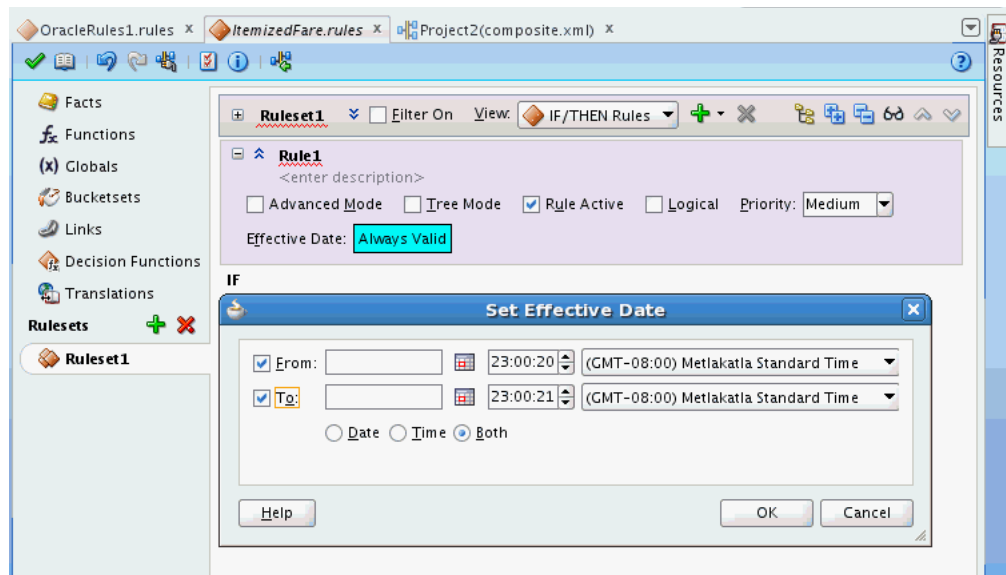 OracleRules1.rules x ItemizedFare.rules x Project2(composite.xml) x
Resources
Facts
Functions
(x) Globals
Bucketsets
Links
Decision Functions
Translations
Rulesets
Ruleset1
Ruleset1 Filter On View: IF/THEN Rules
Rule1
<enter description>
Advanced Mode Tree Mode Rule Active Logical Priority: Medium
Effective Date: Always Valid
IF
Set Effective Date
From: 23:00:20 (GMT-08:00) Metlakatla Standard Time
To: 23:00:21 (GMT-08:00) Metlakatla Standard Time
Date Time Both
Help OK Cancel